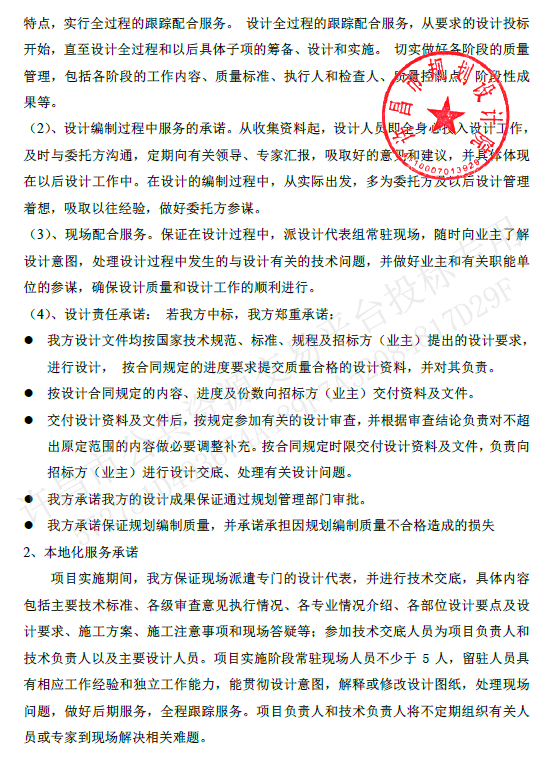 特点，实行全过程的跟踪配合服务。 设计全过程的跟踪配合服务，从要求的设计投标
开始，直至设计全过程和以后具体子项的筹备、设计和实施。 切实做好各阶段的质量
管理，包括各阶段的工作内容、质量标准、执行人和检查人、质量控制点、阶段性成
果等。
（2）、设计编制过程中服务的承诺。从收集资料起，设计人员即全身心投入设计工作，
及时与委托方沟通，定期向有关领导、专家汇报，吸取好的意见和建议，并具体体现
在以后设计工作中。在设计的编制过程中，从实际出发，多为委托方及以后设计管理
着想，吸取以往经验，做好委托方参谋。
（3）、现场配合服务。保证在设计过程中，派设计代表组常驻现场，随时向业主了解
设计意图，处理设计过程中发生的与设计有关的技术问题，并做好业主和有关职能单
位的参谋，确保设计质量和设计工作的顺利进行。
（4）、设计责任承诺： 若我方中标，我方郑重承诺：
● 我方设计文件均按国家技术规范、标准、规程及招标方（业主）提出的设计要求，
进行设计， 按合同规定的进度要求提交质量合格的设计资料，并对其负责。
● 按设计合同规定的内容、进度及份数向招标方（业主）交付资料及文件。
● 交付设计资料及文件后，按规定参加有关的设计审查，并根据审查结论负责对不超
出原定范围的内容做必要调整补充。按合同规定时限交付设计资料及文件，负责向
招标方（业主）进行设计交底、处理有关设计问题。
● 我方承诺我方的设计成果保证通过规划管理部门审批。
● 我方承诺保证规划编制质量，并承诺承担因规划编制质量不合格造成的损失
2、本地化服务承诺
项目实施期间，我方保证现场派遣专门的设计代表，并进行技术交底，具体内容
包括主要技术标准、各级审查意见执行情况、各专业情况介绍、各部位设计要点及设
计要求、施工方案、施工注意事项和现场答疑等；参加技术交底人员为项目负责人和
技术负责人以及主要设计人员。项目实施阶段常驻现场人员不少于 5 人，留驻人员具
有相应工作经验和独立工作能力，能贯彻设计意图，解释或修改设计图纸，处理现场
问题，做好后期服务，全程跟踪服务。项目负责人和技术负责人将不定期组织有关人
员或专家到现场解决相关难题。
许昌市规划设计院